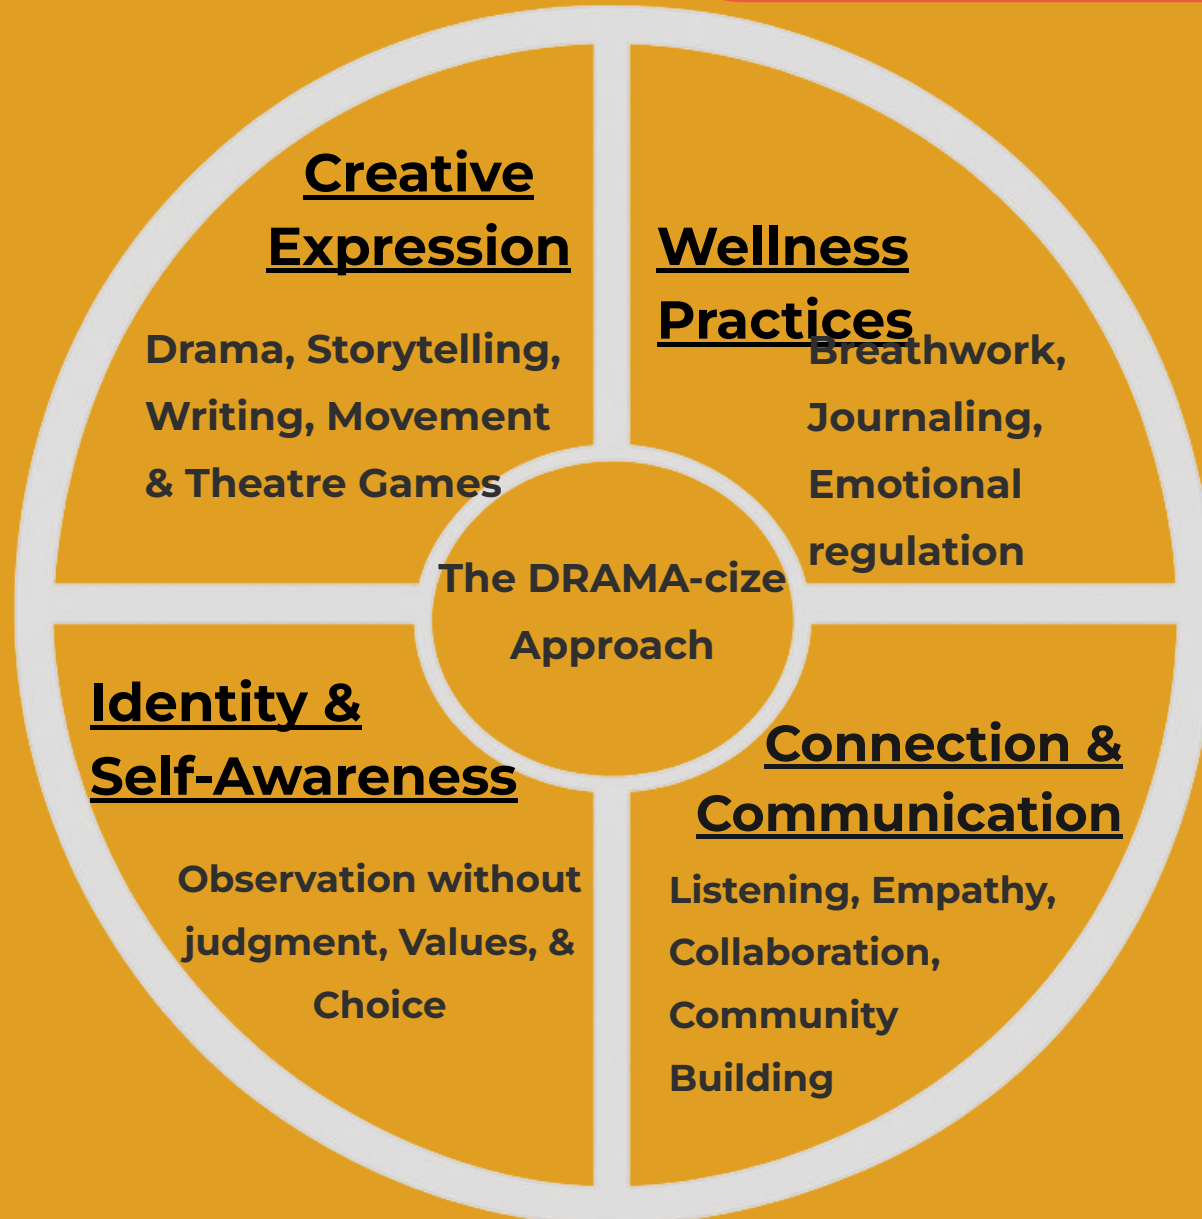 Creative
Expression
Drama, Storytelling,
Writing, Movement
& Theatre Games
Wellness
Practices
Breathwork,
Journaling,
Emotional
regulation
The DRAMA-cize
Approach
Identity &
Self-Awareness
Observation without
judgment, Values, &
Choice
Connection &
Communication
Listening, Empathy,
Collaboration,
Community
Building